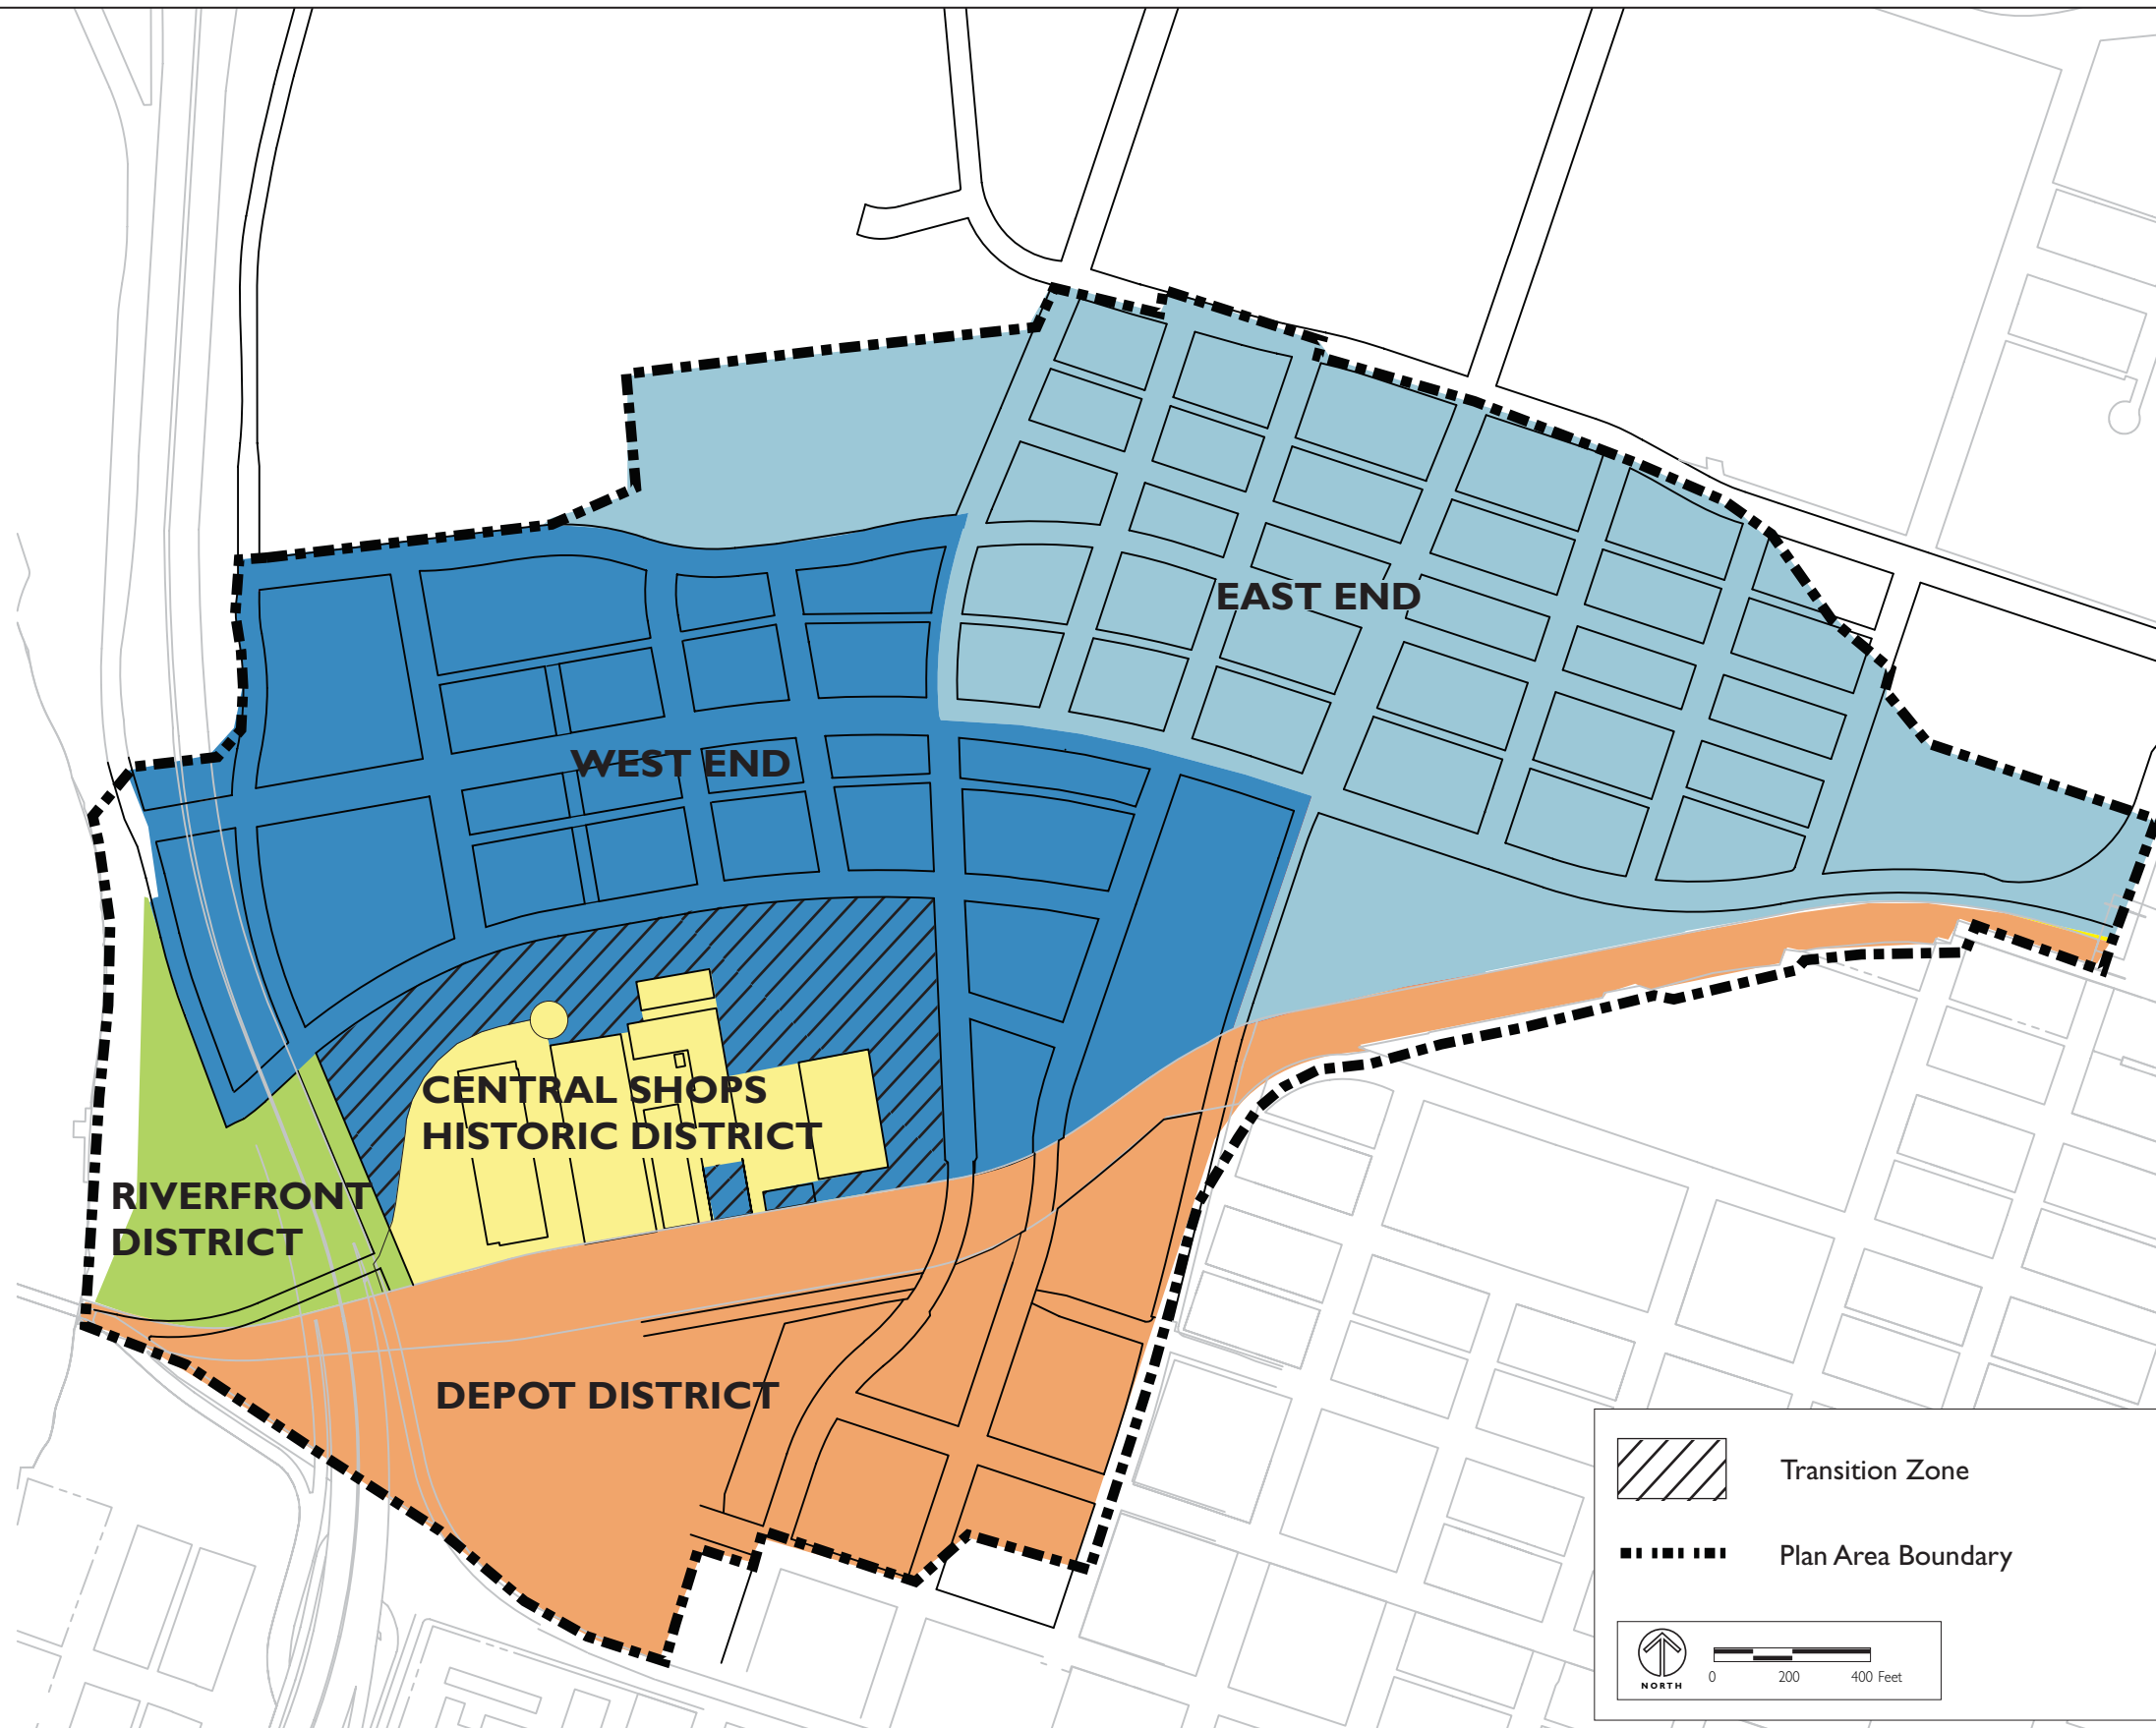 EAST END
WEST END
CENTRAL SHOPS
HISTORIC DISTRICT
RIVERFRONT
DISTRICT
DEPOT DISTRICT
Transition Zone
Plan Area Boundary
NORTH
0 200 400 Feet